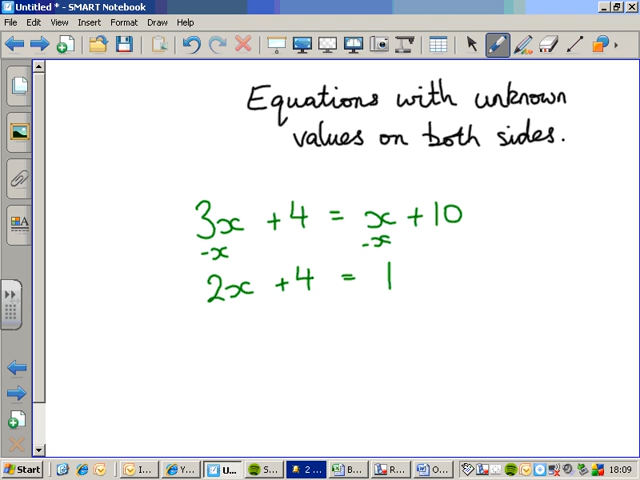 Untitled * - SMART Notebook
File Edit View Insert Format Draw Help
Equations with unknown
values on both sides.
3x + 4 = x + 10
-x -x
2x + 4 = 1
Start I... Y... U... S... 2 ... B... R... O... 18:09